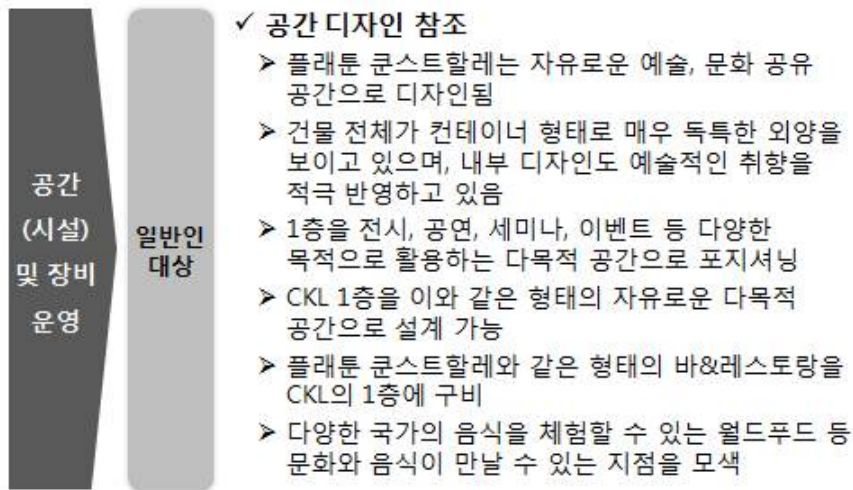 공간
(시설)
및 장비
운영
일반인
대상
✓ 공간 디자인 참조
➢ 플래툰 쿤스트할레는 자유로운 예술, 문화 공유
공간으로 디자인됨
➢ 건물 전체가 컨테이너 형태로 매우 독특한 외양을
보이고 있으며, 내부 디자인도 예술적인 취향을
적극 반영하고 있음
➢ 1층을 전시, 공연, 세미나, 이벤트 등 다양한
목적으로 활용하는 다목적 공간으로 포지셔닝
➢ CKL 1층을 이와 같은 형태의 자유로운 다목적
공간으로 설계 가능
➢ 플래툰 쿤스트할레와 같은 형태의 바&레스토랑을
CKL의 1층에 구비
➢ 다양한 국가의 음식을 체험할 수 있는 월드푸드 등
문화와 음식이 만날 수 있는 지점을 모색